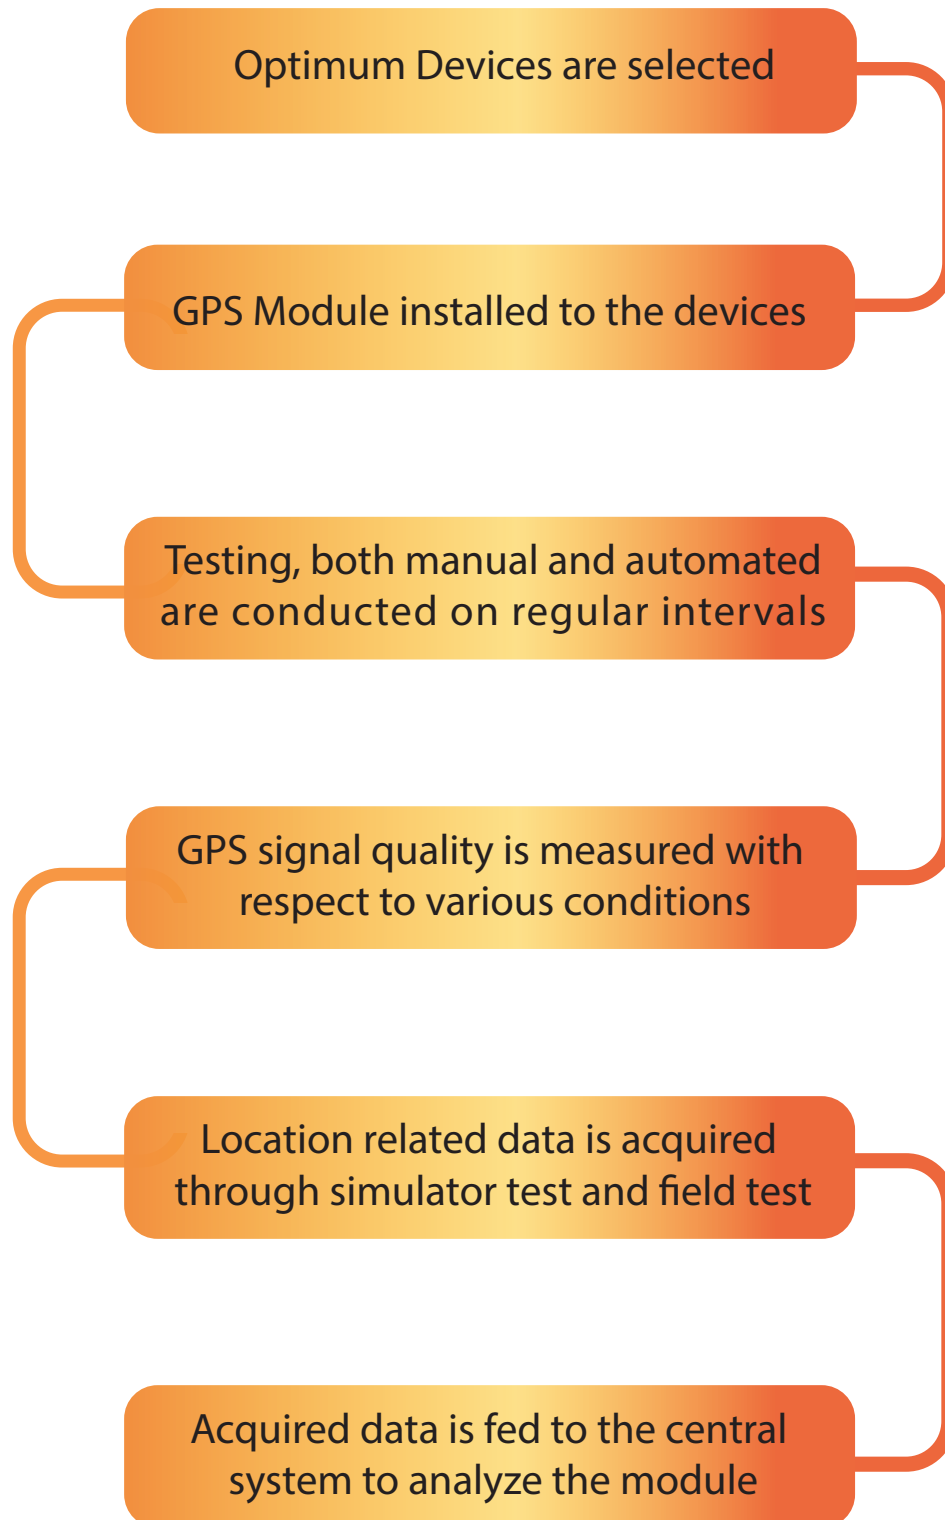 Optimum Devices are selected
GPS Module installed to the devices
Testing, both manual and automated
are conducted on regular intervals
GPS signal quality is measured with
respect to various conditions
Location related data is acquired
through simulator test and field test
Acquired data is fed to the central
system to analyze the module